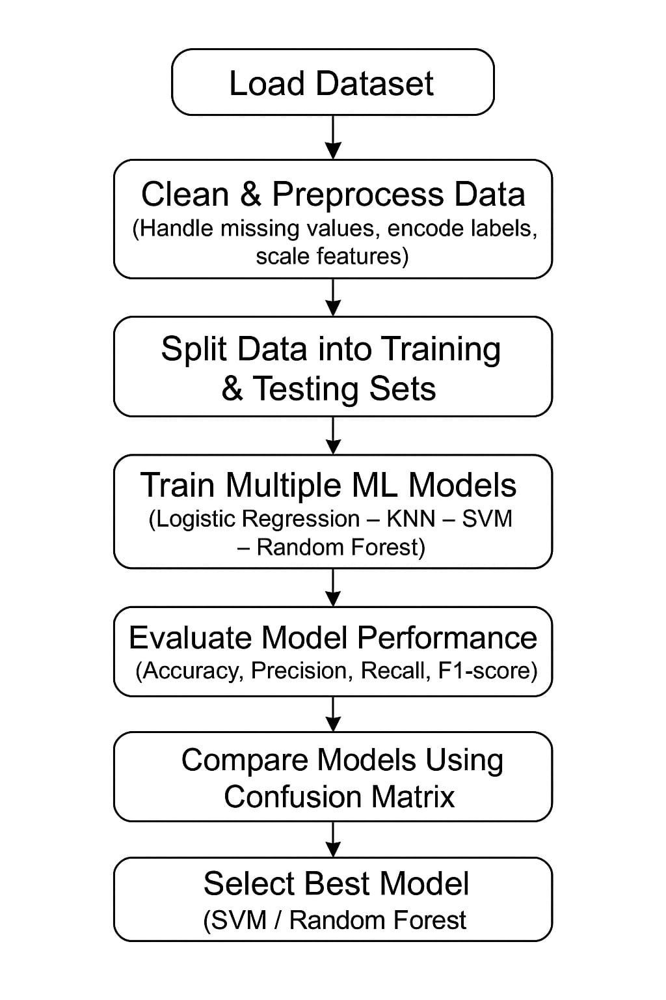 Load Dataset
Clean & Preprocess Data
(Handle missing values, encode labels,
scale features)
Split Data into Training
& Testing Sets
Train Multiple ML Models
(Logistic Regression – KNN – SVM
– Random Forest)
Evaluate Model Performance
(Accuracy, Precision, Recall, F1-score)
Compare Models Using
Confusion Matrix
Select Best Model
(SVM / Random Forest